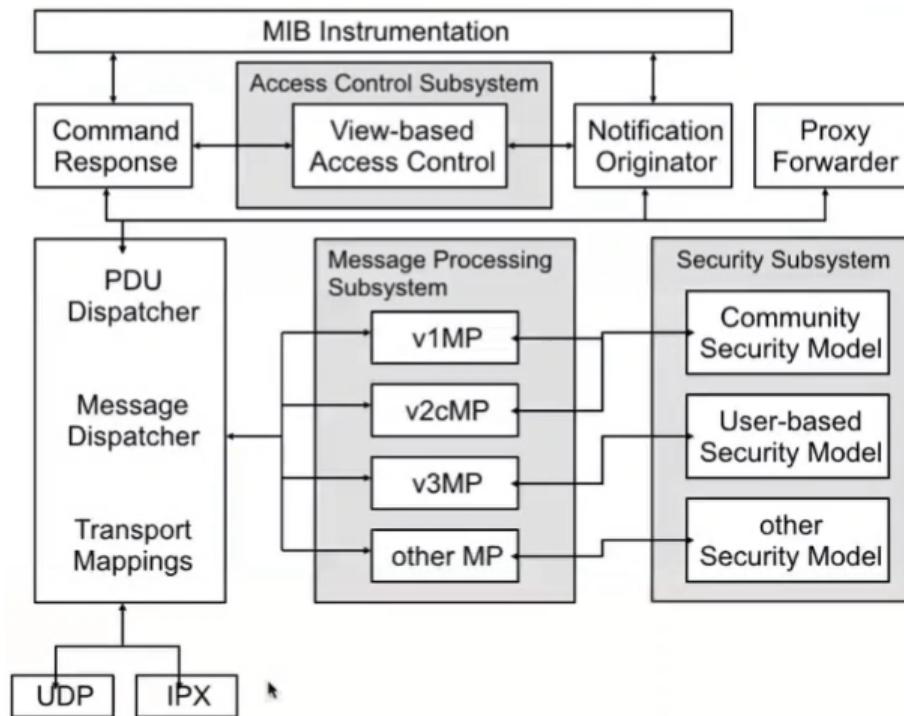 MIB Instrumentation
Access Control Subsystem
Command
Response
View-based
Access Control
Notification
Originator
Proxy
Forwarder
PDU
Dispatcher
Message
Dispatcher
Transport
Mappings
Message Processing
Subsystem
v1MP
v2cMP
v3MP
other MP
Security Subsystem
Community
Security Model
User-based
Security Model
other
Security Model
UDP
IPX